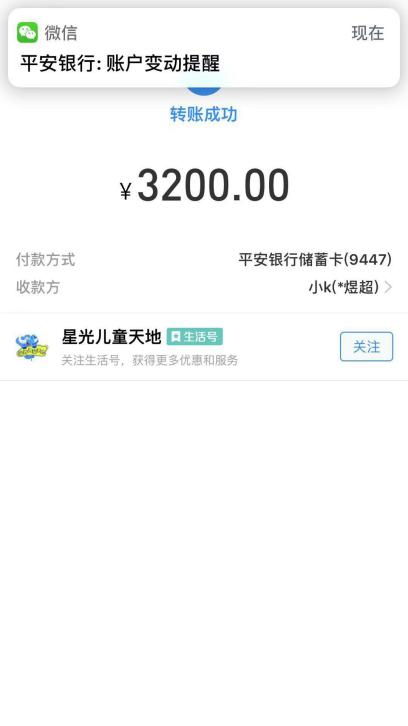 微信
现在
平安银行: 账户变动提醒
转账成功
¥3200.00
付款方式 平安银行储蓄卡(9447)
收款方 小k(*煜超)
星光儿童天地 生活号
关注生活号，获得更多优惠和服务
关注